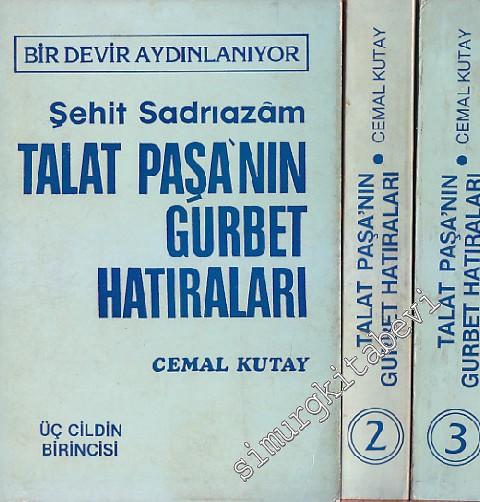 BİR DEVİR AYDINLANIYOR
Şehit Sadrıazâm
TALAT PAŞA'NIN
GURBET
HATIRALARI
CEMAL KUTAY
ÜÇ CİLDİN
BİRİNCİSİ
TALAT PAŞA'NIN • CEMAL KUTAY
GURBET HATIRALARI
2
TALAT PAŞA'NIN • CEMAL KUTAY
GURBET HATIRALARI
3
simurgkitabevi